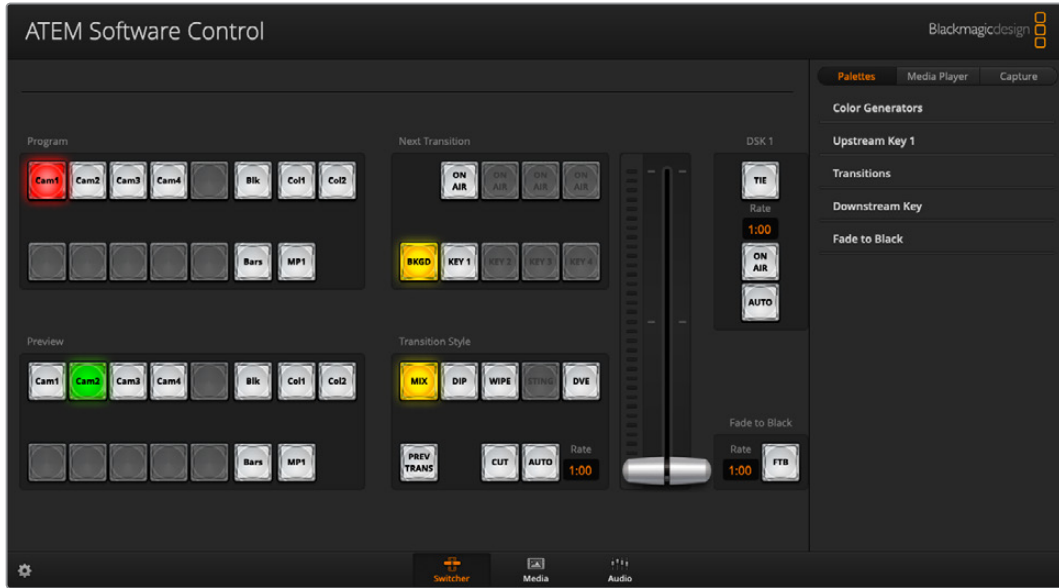 ATEM Software Control
Blackmagicdesign
Palettes Media Player Capture
Color Generators
Upstream Key 1
Transitions
Downstream Key
Fade to Black
Program
Cam1 Cam2 Cam3 Cam4 Blk Col1 Col2
Bars MP1
Next Transition
ON AIR ON AIR ON AIR ON AIR
BKGD KEY 1 KEY 2 KEY 3 KEY 4
DSK 1
TIE
Rate
1:00
ON
AIR
AUTO
Preview
Cam1 Cam2 Cam3 Cam4 Blk Col1 Col2
Bars MP1
Transition Style
MIX DIP WIPE STING DVE
PREV
TRANS
CUT AUTO
Rate
1:00
Fade to Black
Rate
1:00
FTB
Switcher Media Audio